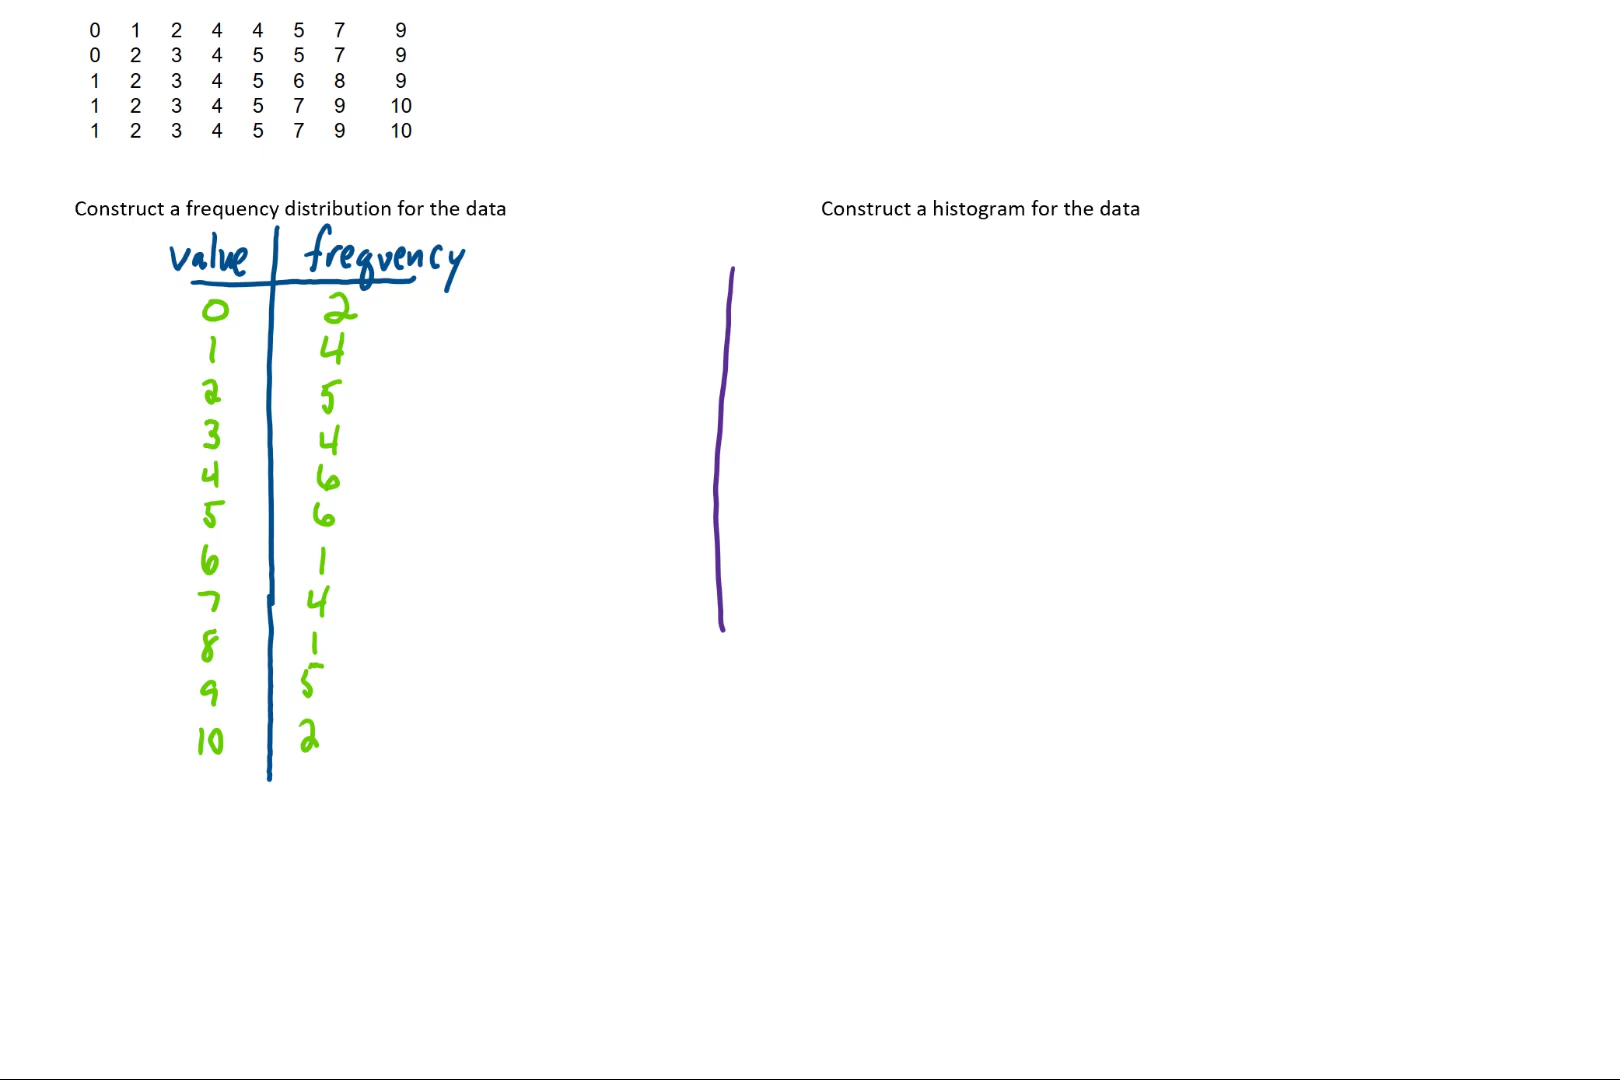 0 1 2 4 4 5 7 9
0 2 3 4 5 5 7 9
1 2 3 4 5 6 8 9
1 2 3 4 5 7 9 10
1 2 3 4 5 7 9 10
Construct a frequency distribution for the data
value frequency
0 2
1 4
2 5
3 4
4 6
5 6
6 1
7 4
8 1
9 5
10 2
Construct a histogram for the data